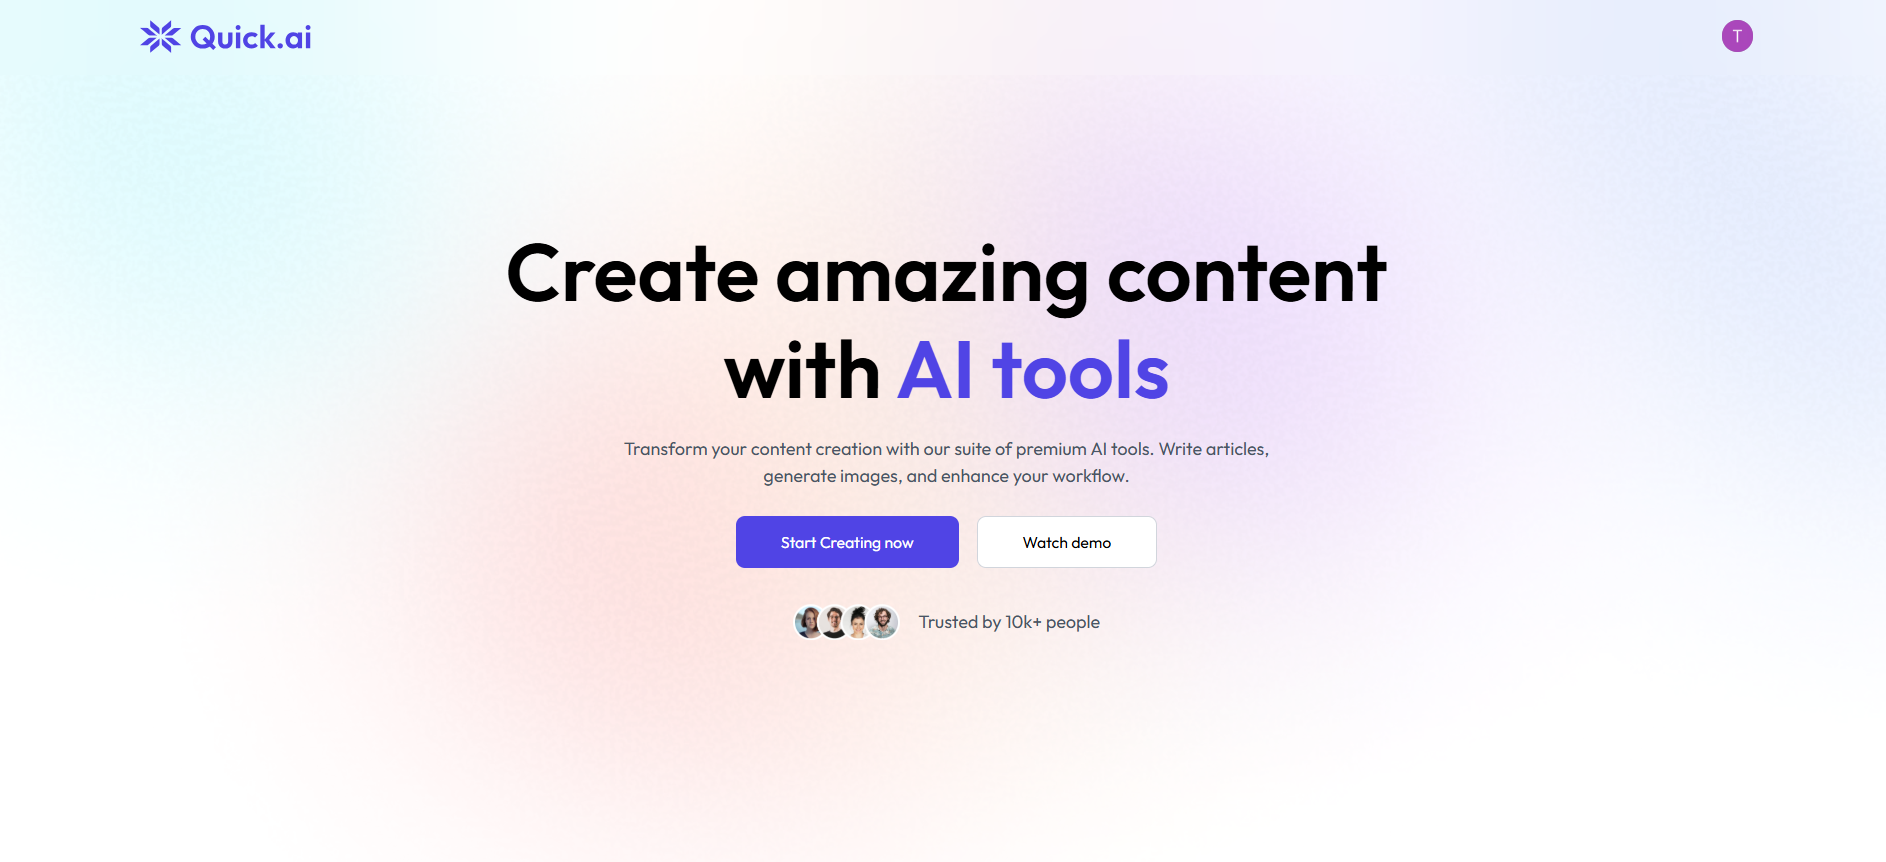 Quick.ai
T
Create amazing content
with AI tools
Transform your content creation with our suite of premium AI tools. Write articles,
generate images, and enhance your workflow.
Start Creating now
Watch demo
Trusted by 10k+ people